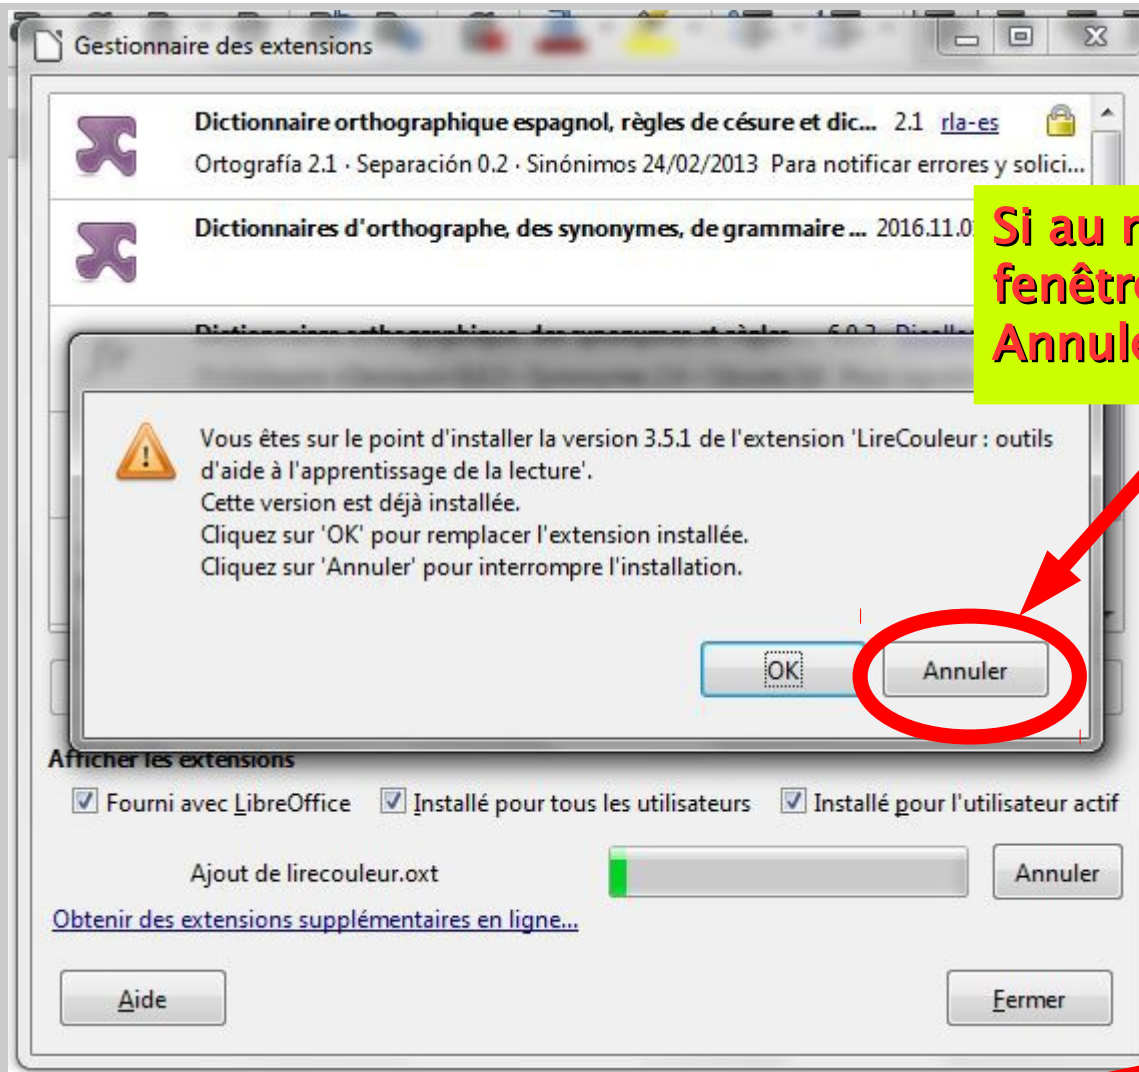 Gestionnaire des extensions
Dictionnaire orthographique espagnol, règles de césure et dic... 2.1 rla-es
Ortografía 2.1 · Separación 0.2 · Sinónimos 24/02/2013 Para notificar errores y solici...
Dictionnaires d'orthographe, des synonymes, de grammaire ... 2016.11.0
Si au
fenêtre
Annule
Vous êtes sur le point d'installer la version 3.5.1 de l'extension 'LireCouleur : outils
d'aide à l'apprentissage de la lecture'.
Cette version est déjà installée.
Cliquez sur 'OK' pour remplacer l'extension installée.
Cliquez sur 'Annuler' pour interrompre l'installation.
OK Annuler
Afficher les extensions
Fourni avec LibreOffice Installé pour tous les utilisateurs Installé pour l'utilisateur actif
Ajout de lirecouleur.oxt Annuler
Obtenir des extensions supplémentaires en ligne...
Aide Fermer